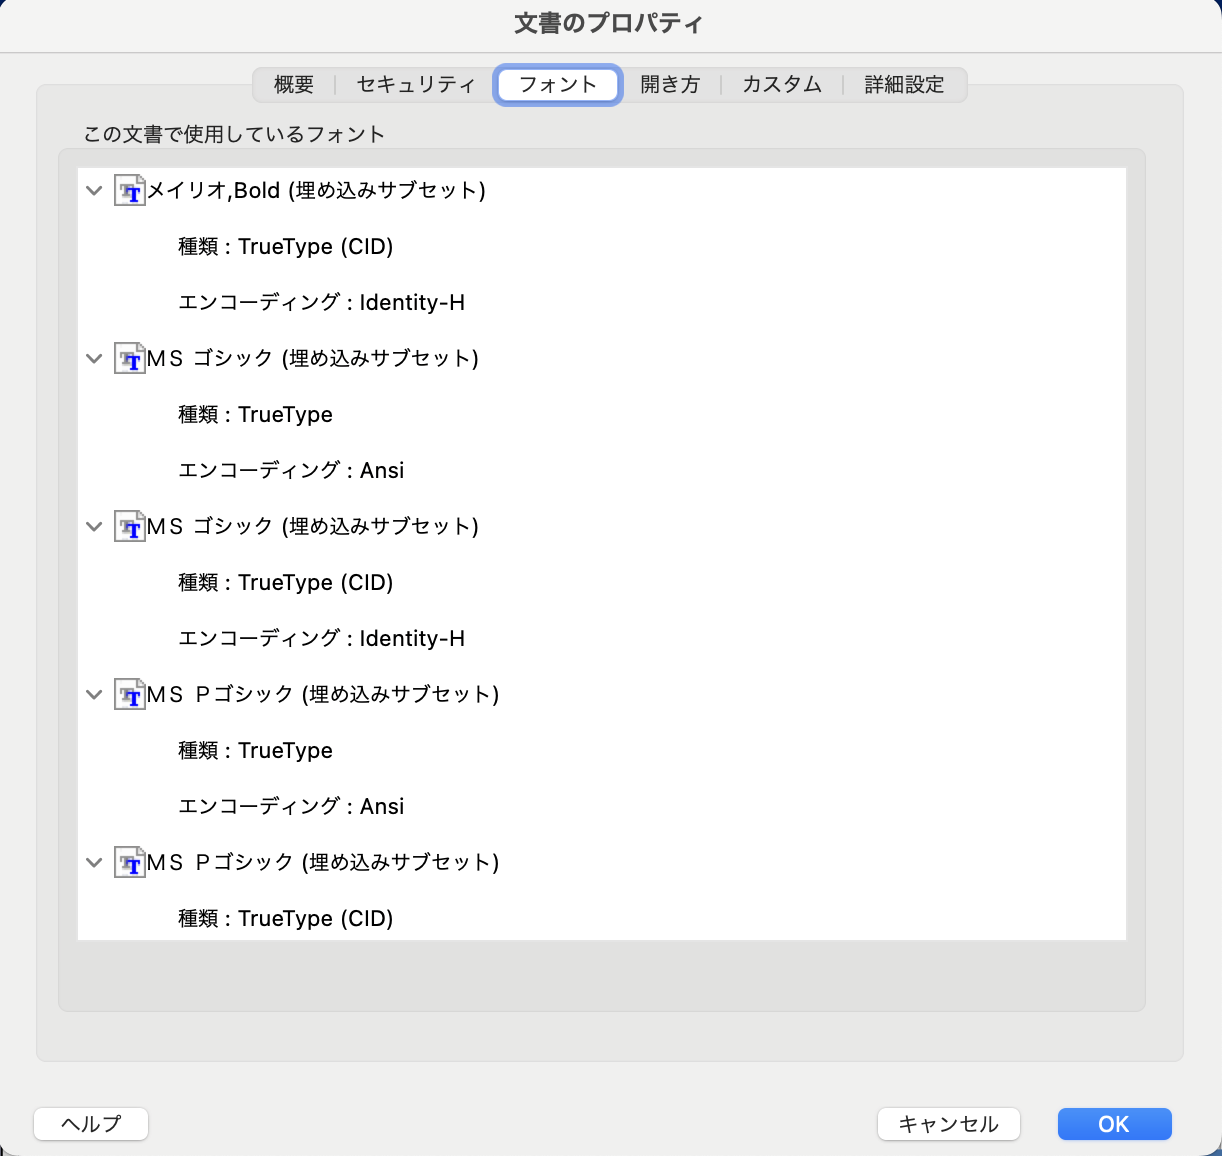 文書のプロパティ
概要 セキュリティ フォント 開き方 カスタム 詳細設定
この文書で使用しているフォント
メイリオ,Bold (埋め込みサブセット)
種類 : TrueType (CID)
エンコーディング : Identity-H
ＭＳ ゴシック (埋め込みサブセット)
種類 : TrueType
エンコーディング : Ansi
ＭＳ ゴシック (埋め込みサブセット)
種類 : TrueType (CID)
エンコーディング : Identity-H
ＭＳ Ｐゴシック (埋め込みサブセット)
種類 : TrueType
エンコーディング : Ansi
ＭＳ Ｐゴシック (埋め込みサブセット)
種類 : TrueType (CID)
ヘルプ キャンセル OK